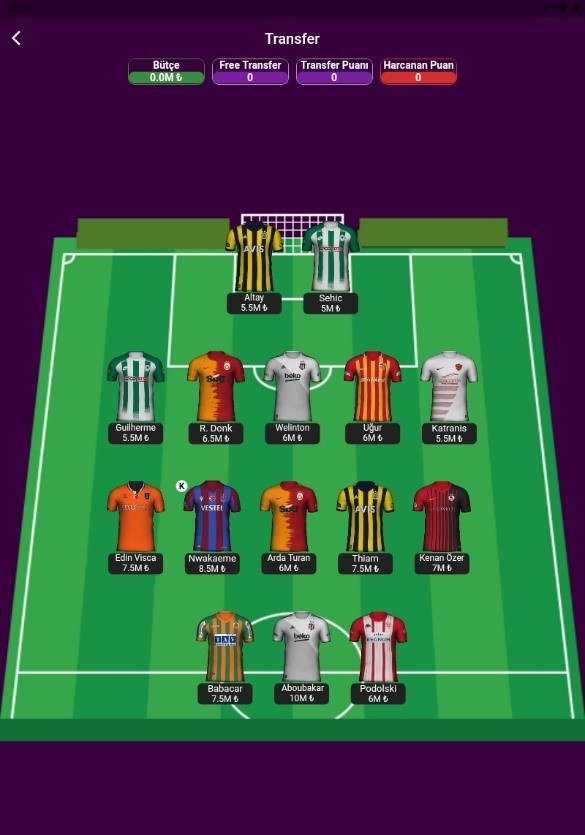 Transfer
Bütçe
0.0M ₺
Free Transfer
0
Transfer Puanı
0
Harcanan Puan
0
AVIS
Altay
5.5M ₺
Sehic
5M ₺
Guilherme
5.5M ₺
R. Donk
6.5M ₺
beko
Welinton
6M ₺
Uğur
6M ₺
Katranis
5.5M ₺
Edin Visca
7.5M ₺
K
VESTEL
Nwakaeme
8.5M ₺
Arda Turan
6M ₺
AVIS
Thiam
7.5M ₺
Kenan Özer
7M ₺
TAV
Babacar
7.5M ₺
beko
Aboubakar
10M ₺
REGNUM
Podolski
6M ₺